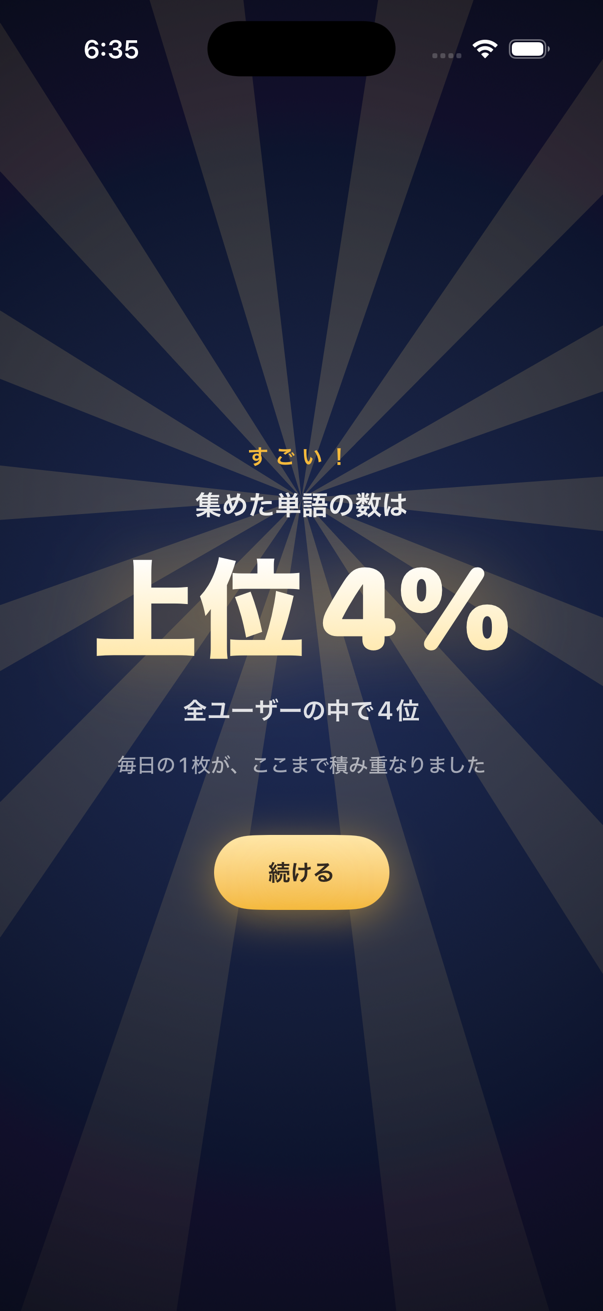 6:35
すごい！
集めた単語の数は
上位4%
全ユーザーの中で4位
毎日の1枚が、ここまで積み重なりました
続ける